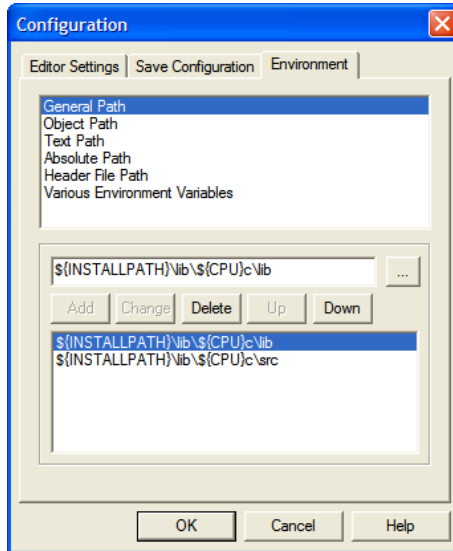 Configuration
Editor Settings Save Configuration Environment
General Path
Object Path
Text Path
Absolute Path
Header File Path
Various Environment Variables
${INSTALLPATH}\lib\${CPU}c\lib ...
Add Change Delete Up Down
${INSTALLPATH}\lib\${CPU}c\lib
${INSTALLPATH}\lib\${CPU}c\src
OK Cancel Help